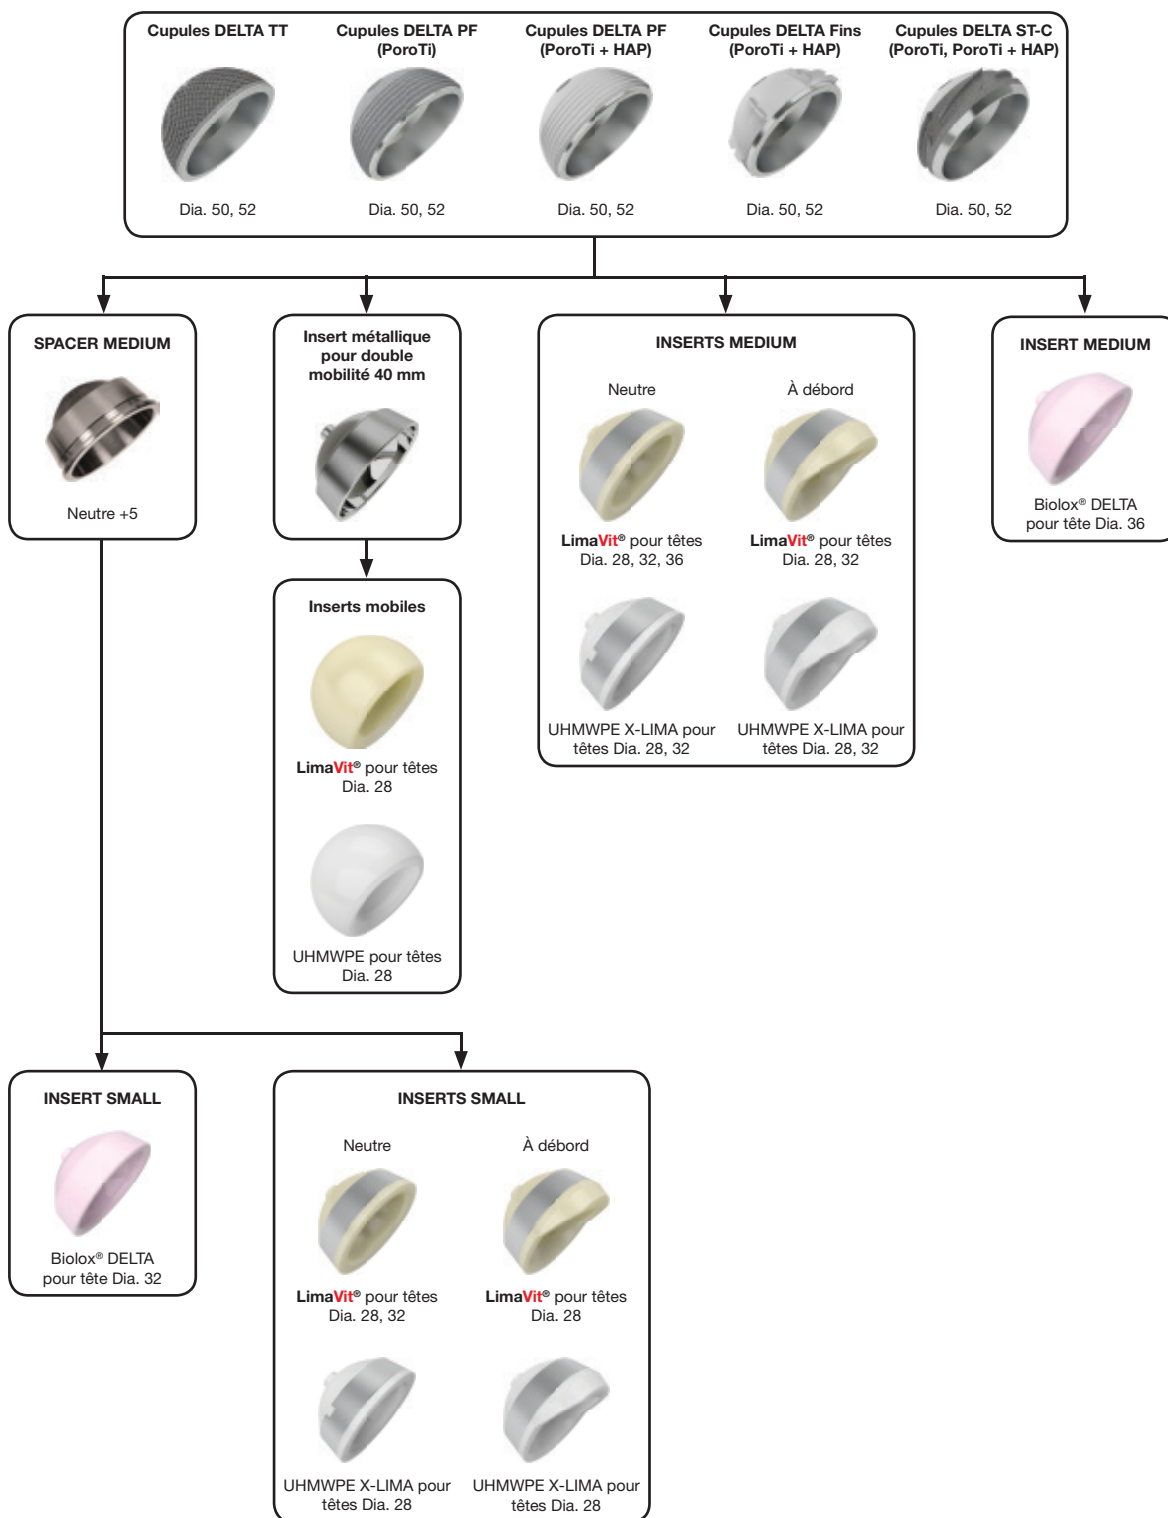 Cupules DELTA TT
Cupules DELTA PF
(PoroTi)
Cupules DELTA PF
(PoroTi + HAP)
Cupules DELTA Fins
(PoroTi + HAP)
Cupules DELTA ST-C
(PoroTi, PoroTi + HAP)
Dia. 50, 52
Dia. 50, 52
Dia. 50, 52
Dia. 50, 52
Dia. 50, 52
SPACER MEDIUM
Neutre +5
Insert métallique
pour double
mobilité 40 mm
Inserts mobiles
LimaVit® pour têtes
Dia. 28
UHMWPE pour têtes
Dia. 28
INSERTS MEDIUM
Neutre
À débord
LimaVit® pour têtes
Dia. 28, 32, 36
LimaVit® pour têtes
Dia. 28, 32
UHMWPE X-LIMA pour
têtes Dia. 28, 32
UHMWPE X-LIMA pour
têtes Dia. 28, 32
INSERT MEDIUM
Biolox® DELTA
pour tête Dia. 36
INSERT SMALL
Biolox® DELTA
pour tête Dia. 32
INSERTS SMALL
Neutre
À débord
LimaVit® pour têtes
Dia. 28, 32
LimaVit® pour têtes
Dia. 28
UHMWPE X-LIMA pour
têtes Dia. 28
UHMWPE X-LIMA pour
têtes Dia. 28